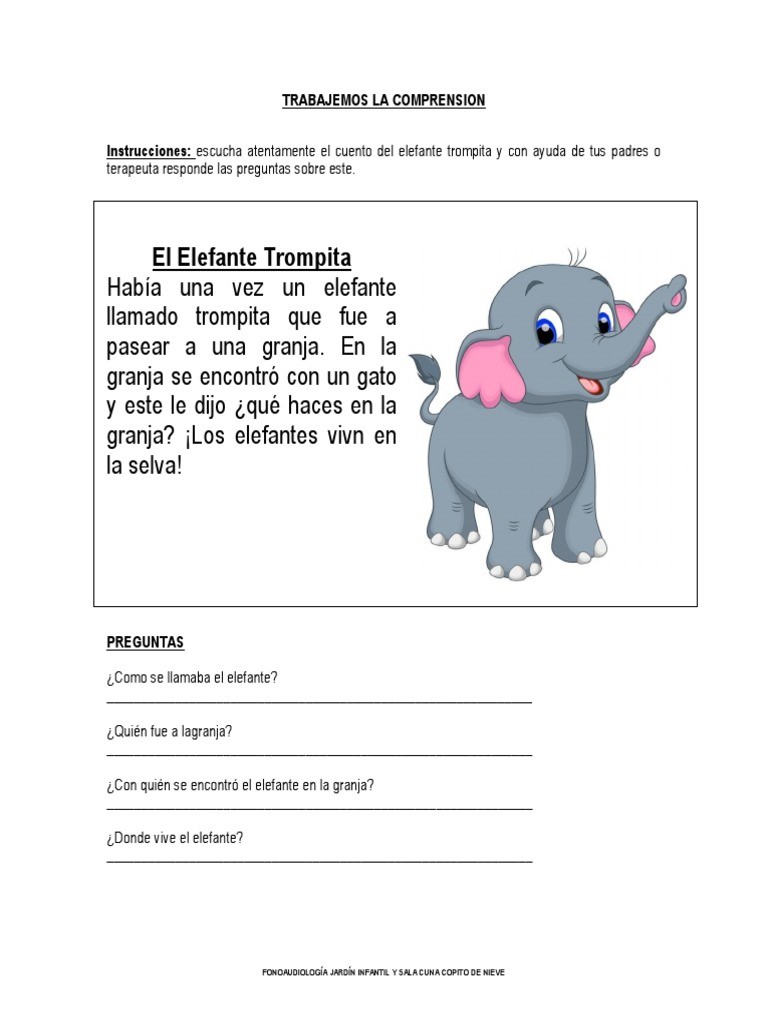 TRABAJEMOS LA COMPRENSION
Instrucciones: escucha atentamente el cuento del elefante trompita y con ayuda de tus padres o
terapeuta responde las preguntas sobre este.
El Elefante Trompita
Había una vez un elefante
llamado trompita que fue a
pasear a una granja. En la
granja se encontró con un gato
y este le dijo ¿qué haces en la
granja? ¡Los elefantes vivn en
la selva!
PREGUNTAS
¿Como se llamaba el elefante?
¿Quién fue a lagranja?
¿Con quién se encontró el elefante en la granja?
¿Donde vive el elefante?
FONOAUDIOLOGÍA JARDÍN INFANTIL Y SALA CUNA COPITO DE NIEVE